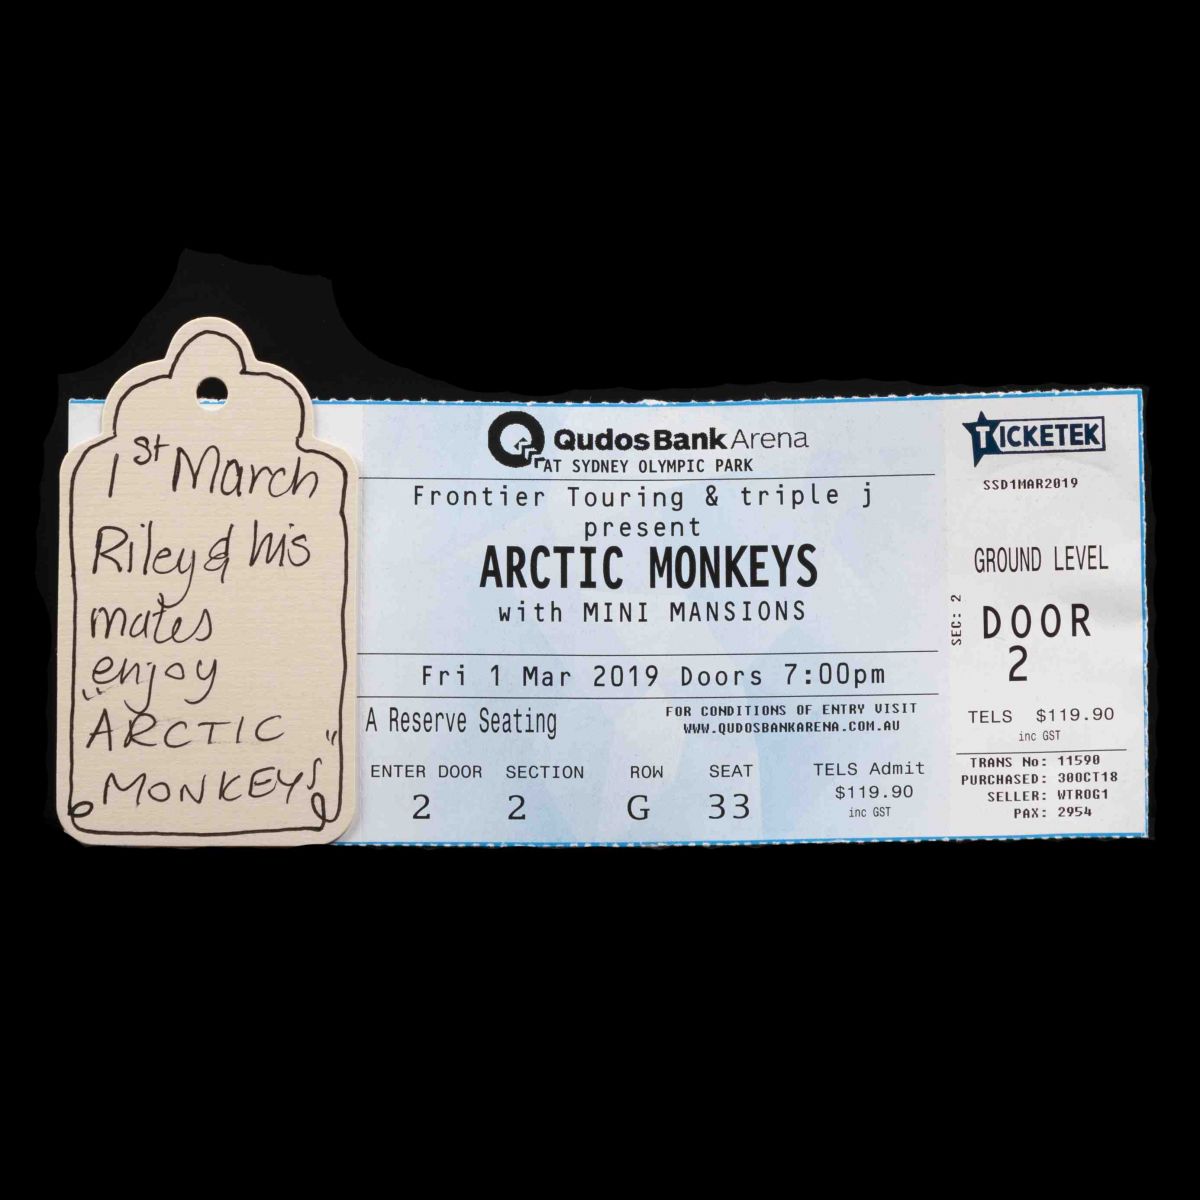 1st March
Riley & his
mates
enjoy
"ARCTIC
MONKEYS"
Qudos Bank Arena
AT SYDNEY OLYMPIC PARK
Frontier Touring & triple j
present
ARCTIC MONKEYS
with MINI MANSIONS
Fri 1 Mar 2019 Doors 7:00pm
A Reserve Seating
FOR CONDITIONS OF ENTRY VISIT
WWW.QUDOSBANKARENA.COM.AU
ENTER DOOR SECTION ROW SEAT TELS Admit
2 2 G 33 $119.90
inc GST
TICKETEK
SSD1MAR2019
GROUND LEVEL
SEC: 2
DOOR
2
TELS $119.90
inc GST
TRANS No: 11590
PURCHASED: 30OCT18
SELLER: WTROG1
PAX: 2954